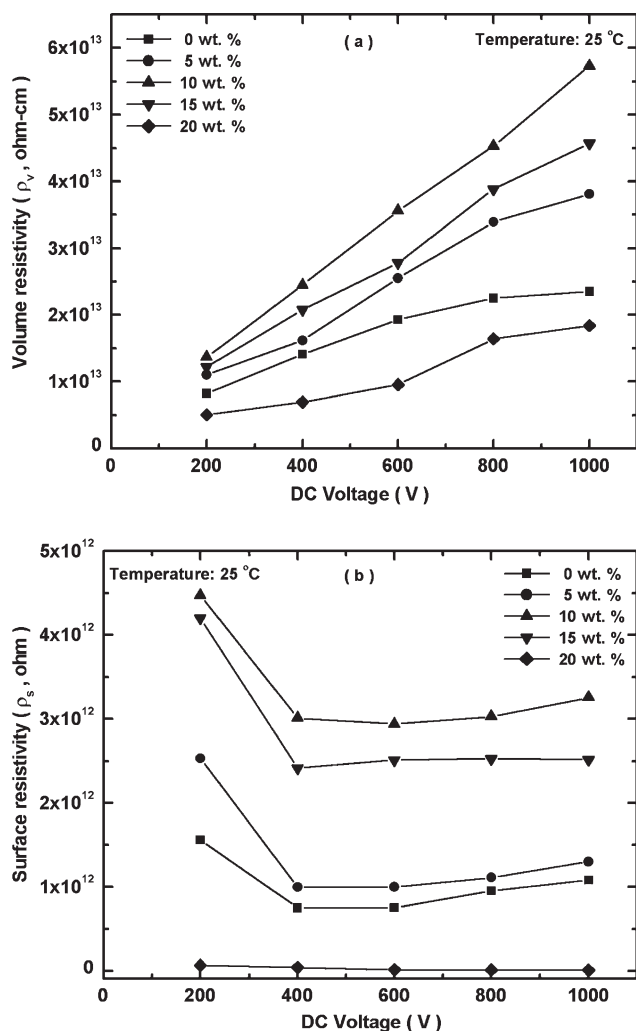 6x10¹³
( a )
Temperature: 25 °C
0 wt. %
5 wt. %
10 wt. %
15 wt. %
20 wt. %
5x10¹³
4x10¹³
3x10¹³
2x10¹³
1x10¹³
0
Volume resistivity ( ρᵥ , ohm-cm)
0 200 400 600 800 1000
DC Voltage ( V )
5x10¹²
Temperature: 25 °C
( b )
0 wt. %
5 wt. %
10 wt. %
15 wt. %
20 wt. %
4x10¹²
3x10¹²
2x10¹²
1x10¹²
0
Surface resistivity ( ρₛ , ohm)
0 200 400 600 800 1000
DC Voltage ( V )